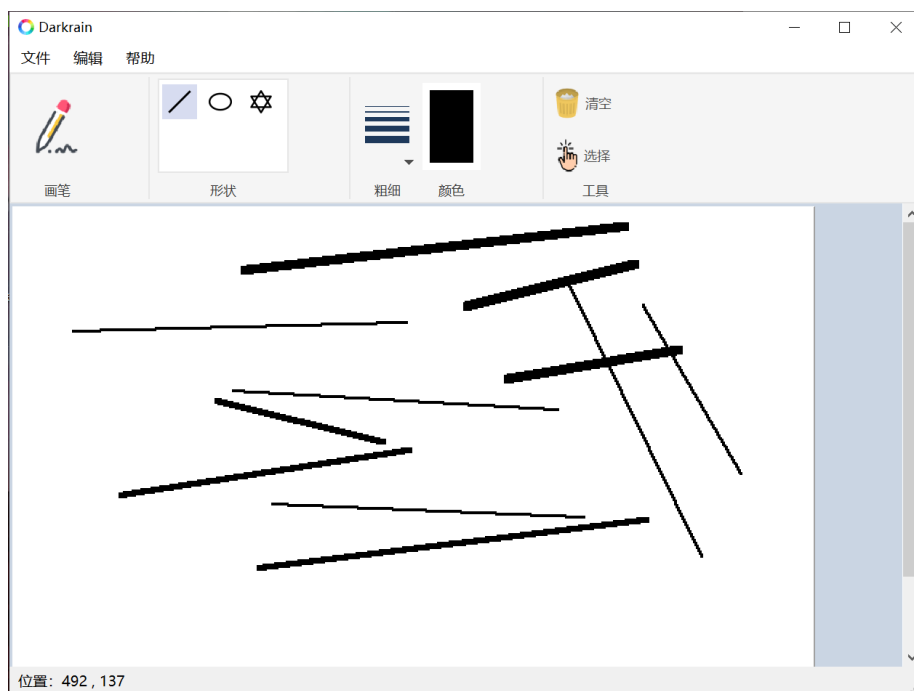 Darkrain
文件 编辑 帮助
清空
选择
画笔 形状 粗细 颜色 工具
位置：492 , 137